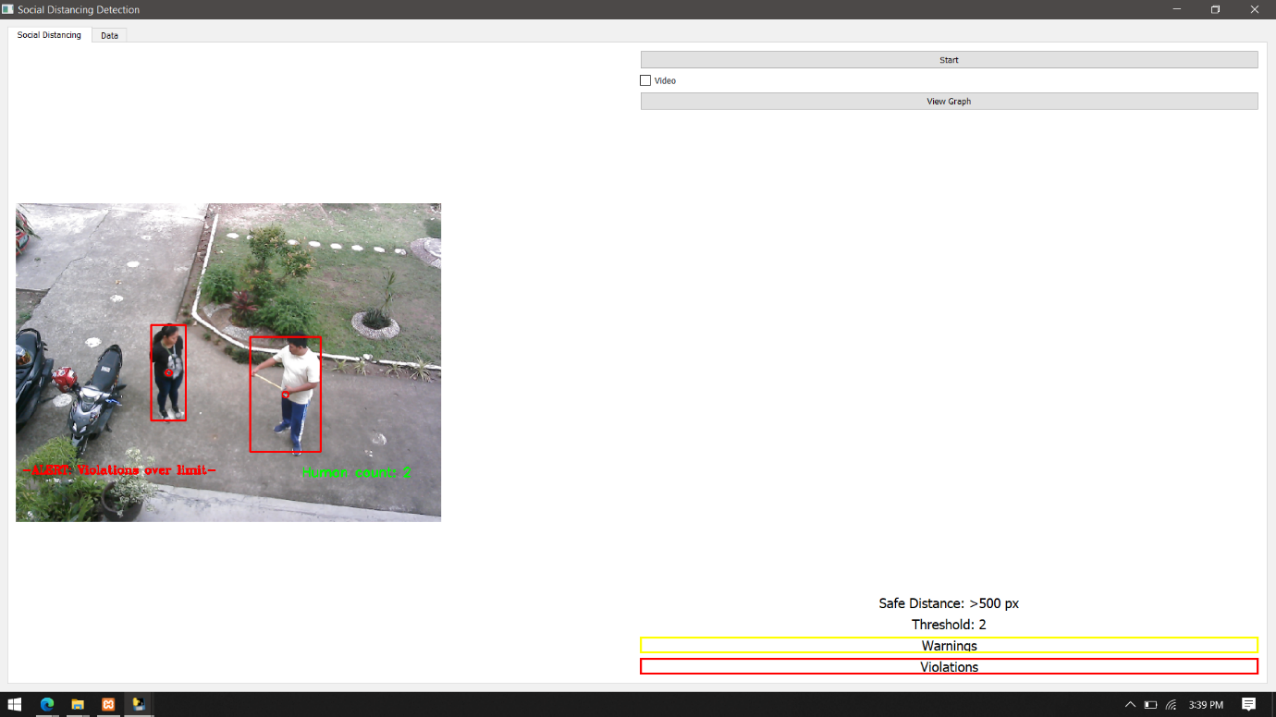 Social Distancing Detection
Social Distancing
Data
Start
Video
View Graph
-ALERT: Violations over limit-
Human count: 2
Safe Distance: >500 px
Threshold: 2
Warnings
Violations
3:39 PM